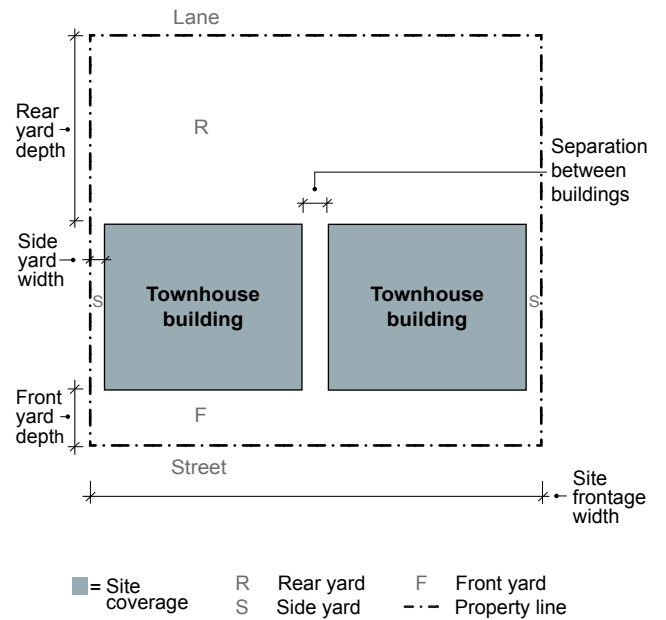 Lane
Rear
yard
depth
R
Separation
between
buildings
Side
yard
width
S
Townhouse
building
Townhouse
building
S
Front
yard
depth
F
Street
Site
frontage
width
= Site
coverage
R Rear yard
F Front yard
S Side yard
Property line